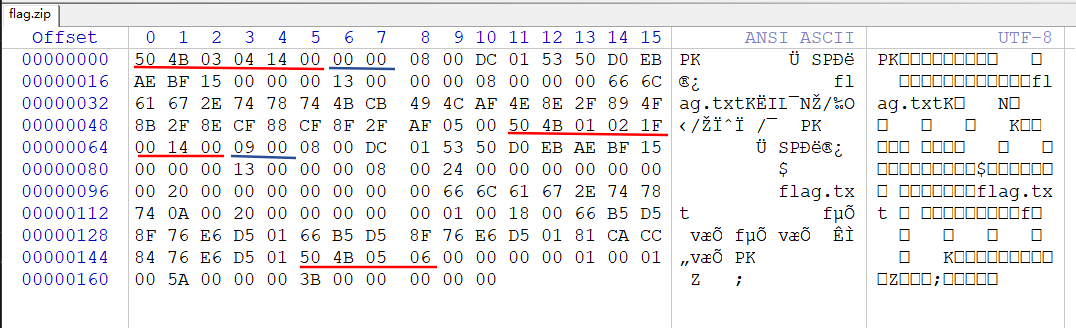 flag.zip
Offset 0 1 2 3 4 5 6 7 8 9 10 11 12 13 14 15 ANSI ASCII UTF-8
00000000 50 4B 03 04 14 00 00 00 08 00 DC 01 53 50 D0 EB PK Ü SPÐë PK□□□□□□□□□ □
00000016 AE BF 15 00 00 00 13 00 00 00 08 00 00 00 66 6C ®¿ fl □□□□□□□□□□□□fl
00000032 61 67 2E 74 78 74 4B CB 49 4C AF 4E 8E 2F 89 4F ag.txtKËIL¯NŽ/‰O ag.txtK□ N□
00000048 8B 2F 8E CF 88 CF 8F 2F AF 05 00 50 4B 01 02 1F ‹/ŽÏˆÏ /¯ PK □ □ □ K□□
00000064 00 14 00 09 00 08 00 DC 01 53 50 D0 EB AE BF 15 Ü SPÐë®¿ □□□ □□□□ □ □ □
00000080 00 00 00 13 00 00 00 08 00 24 00 00 00 00 00 00 $ □□□□□□□□□$□□□□□□
00000096 00 20 00 00 00 00 00 00 00 66 6C 61 67 2E 74 78 flag.tx □ □□□□□□□flag.tx
00000112 74 0A 00 20 00 00 00 00 00 01 00 18 00 66 B5 D5 t fµÕ t □ □□□□□□□□□f□
00000128 8F 76 E6 D5 01 66 B5 D5 8F 76 E6 D5 01 81 CA CC væÕ fµÕ væÕ ÊÌ □ □ □ □
00000144 84 76 E6 D5 01 50 4B 05 06 00 00 00 00 01 00 01 „væÕ PK □ K□□□□□□□□□
00000160 00 5A 00 00 00 3B 00 00 00 00 00 Z ; □Z□□□;□□□□□